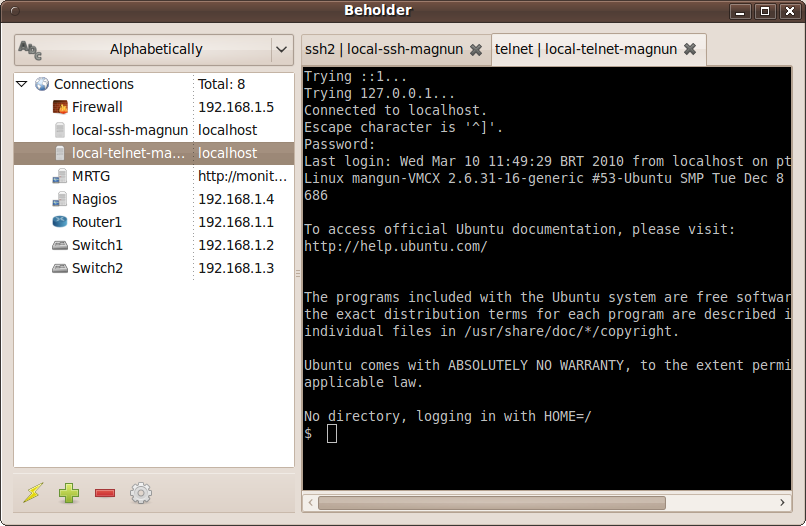 Beholder
Abc
Alphabetically
Connections Total: 8
Firewall 192.168.1.5
local-ssh-magnun localhost
local-telnet-ma... localhost
MRTG http://monit...
Nagios 192.168.1.4
Router1 192.168.1.1
Switch1 192.168.1.2
Switch2 192.168.1.3
ssh2 | local-ssh-magnun
telnet | local-telnet-magnun
Trying ::1...
Trying 127.0.0.1...
Connected to localhost.
Escape character is '^]'.
Password:
Last login: Wed Mar 10 11:49:29 BRT 2010 from localhost on pt
Linux mangun-VMCX 2.6.31-16-generic #53-Ubuntu SMP Tue Dec 8
686
To access official Ubuntu documentation, please visit:
http://help.ubuntu.com/
The programs included with the Ubuntu system are free softwar
the exact distribution terms for each program are described i
individual files in /usr/share/doc/*/copyright.
Ubuntu comes with ABSOLUTELY NO WARRANTY, to the extent permi
applicable law.
No directory, logging in with HOME=/
$